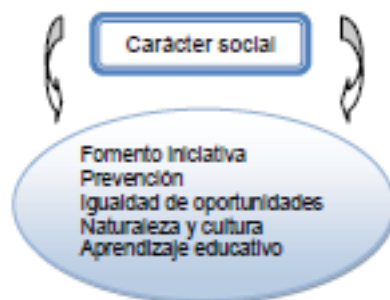 Carácter social
Fomento iniciativa
Prevención
Igualdad de oportunidades
Naturaleza y cultura
Aprendizaje educativo